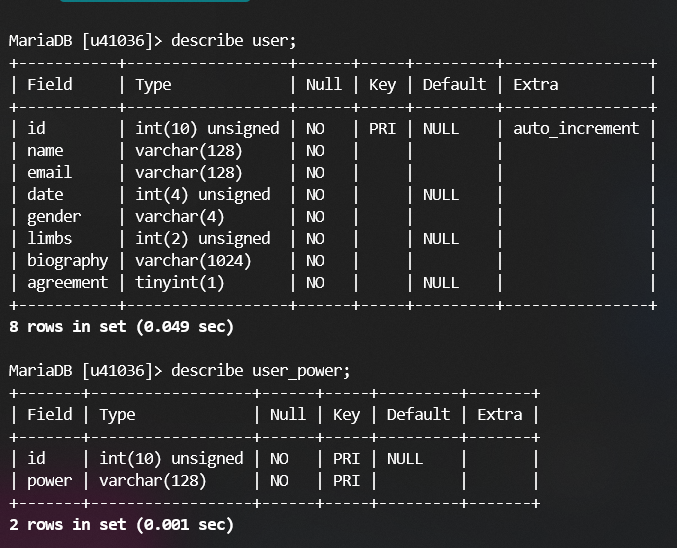 MariaDB [u41036]> describe user;
+-----------+------------------+------+-----+---------+----------------+
| Field     | Type             | Null | Key | Default | Extra          |
+-----------+------------------+------+-----+---------+----------------+
| id        | int(10) unsigned | NO   | PRI | NULL    | auto_increment |
| name      | varchar(128)     | NO   |     |         |                |
| email     | varchar(128)     | NO   |     |         |                |
| date      | int(4) unsigned  | NO   |     | NULL    |                |
| gender    | varchar(4)       | NO   |     |         |                |
| limbs     | int(2) unsigned  | NO   |     | NULL    |                |
| biography | varchar(1024)    | NO   |     |         |                |
| agreement | tinyint(1)       | NO   |     | NULL    |                |
+-----------+------------------+------+-----+---------+----------------+
8 rows in set (0.049 sec)

MariaDB [u41036]> describe user_power;
+-------+------------------+------+-----+---------+-------+
| Field | Type             | Null | Key | Default | Extra |
+-------+------------------+------+-----+---------+-------+
| id    | int(10) unsigned | NO   | PRI | NULL    |       |
| power | varchar(128)     | NO   | PRI |         |       |
+-------+------------------+------+-----+---------+-------+
2 rows in set (0.001 sec)